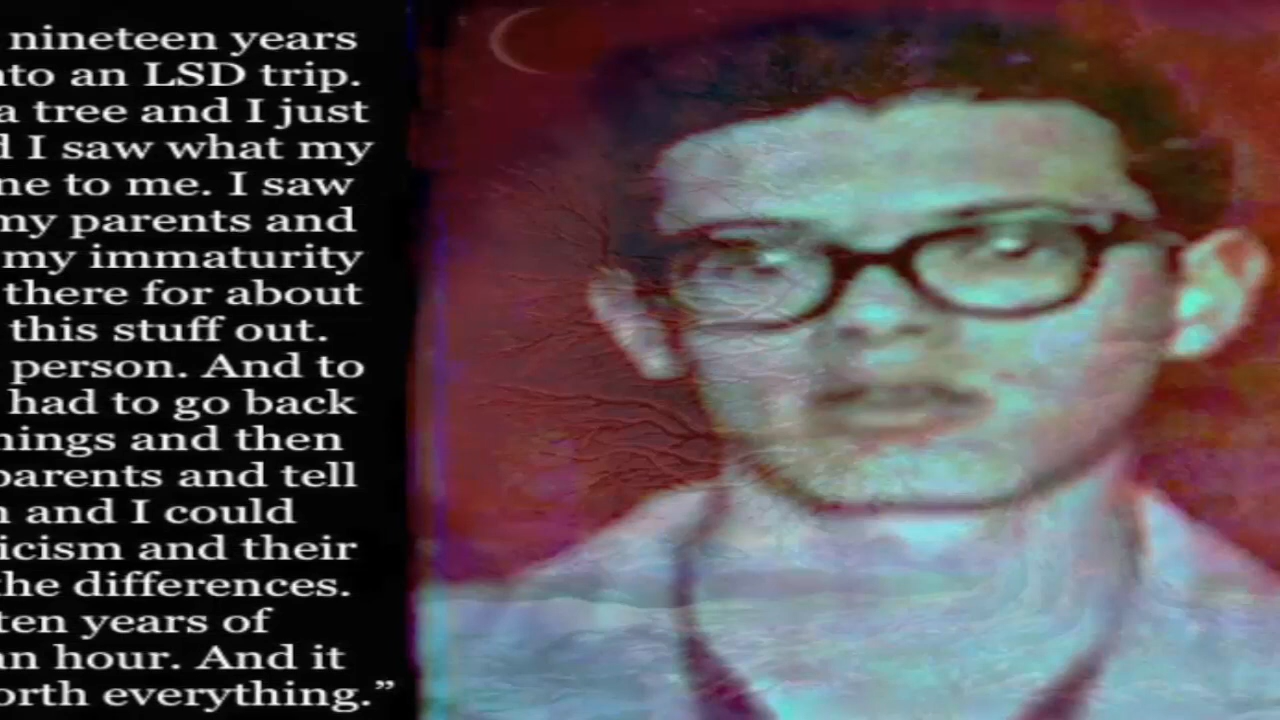 nineteen years
nto an LSD trip.
a tree and I just
I saw what my
ne to me. I saw
my parents and
my immaturity
there for about
this stuff out.
person. And to
had to go back
nings and then
parents and tell
and I could
icism and their
the differences.
ten years of
an hour. And it
orth everything.”